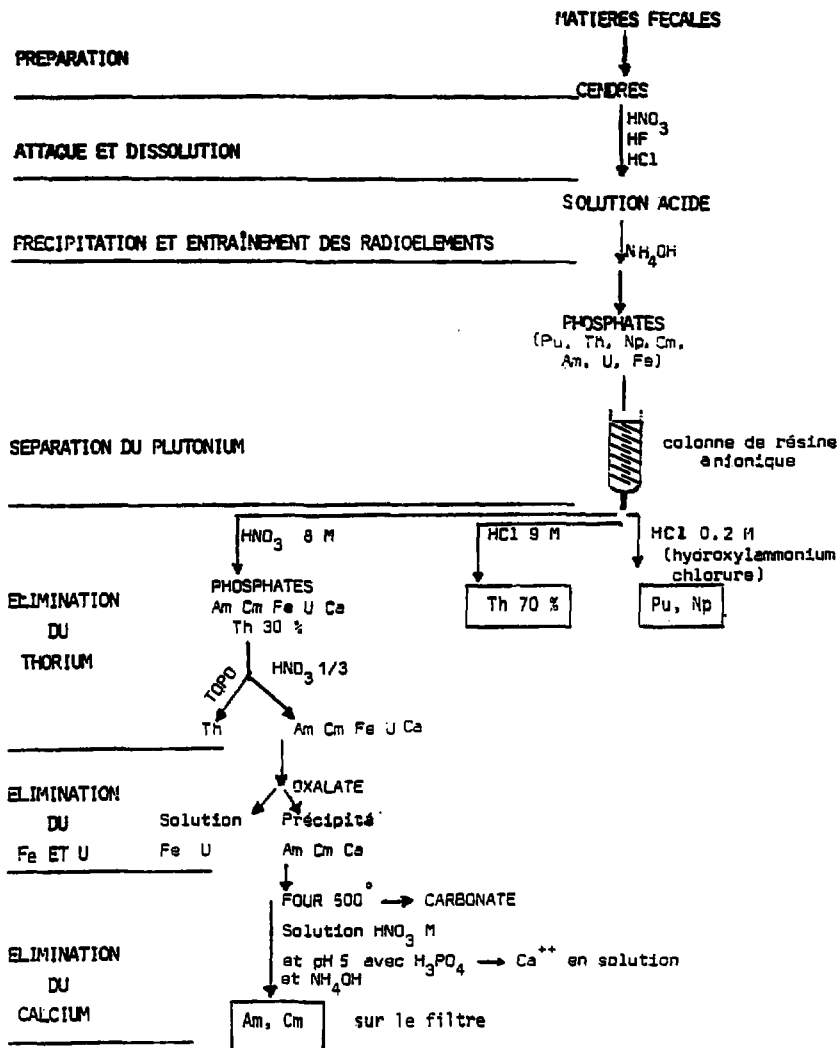 MATIERES FECALES
PREPARATION
CENDRES
HNO3
HF
HCl
ATTAQUE ET DISSOLUTION
SOLUTION ACIDE
PRECIPITATION ET ENTRAÎNEMENT DES RADIOELEMENTS
NH4OH
PHOSPHATES
(Pu, Th, Np, Cm,
Am, U, Fe)
SEPARATION DU PLUTONIUM
colonne de résine
anionique
HNO3 8 M
HCl 9 M
HCl 0.2 M
(hydroxylammonium
chlorure)
ELIMINATION
DU
THORIUM
PHOSPHATES
Am Cm Fe U Ca
Th 30 %
Th 70 %
Pu, Np
TOPO
HNO3 1/3
Th
Am Cm Fe U Ca
OXALATE
ELIMINATION
DU
Fe ET U
Solution
Fe U
Précipité
Am Cm Ca
FOUR 500° → CARBONATE
Solution HNO3 M
et pH 5 avec H3PO4 → Ca++ en solution
et NH4OH
ELIMINATION
DU
CALCIUM
Am, Cm
sur le filtre